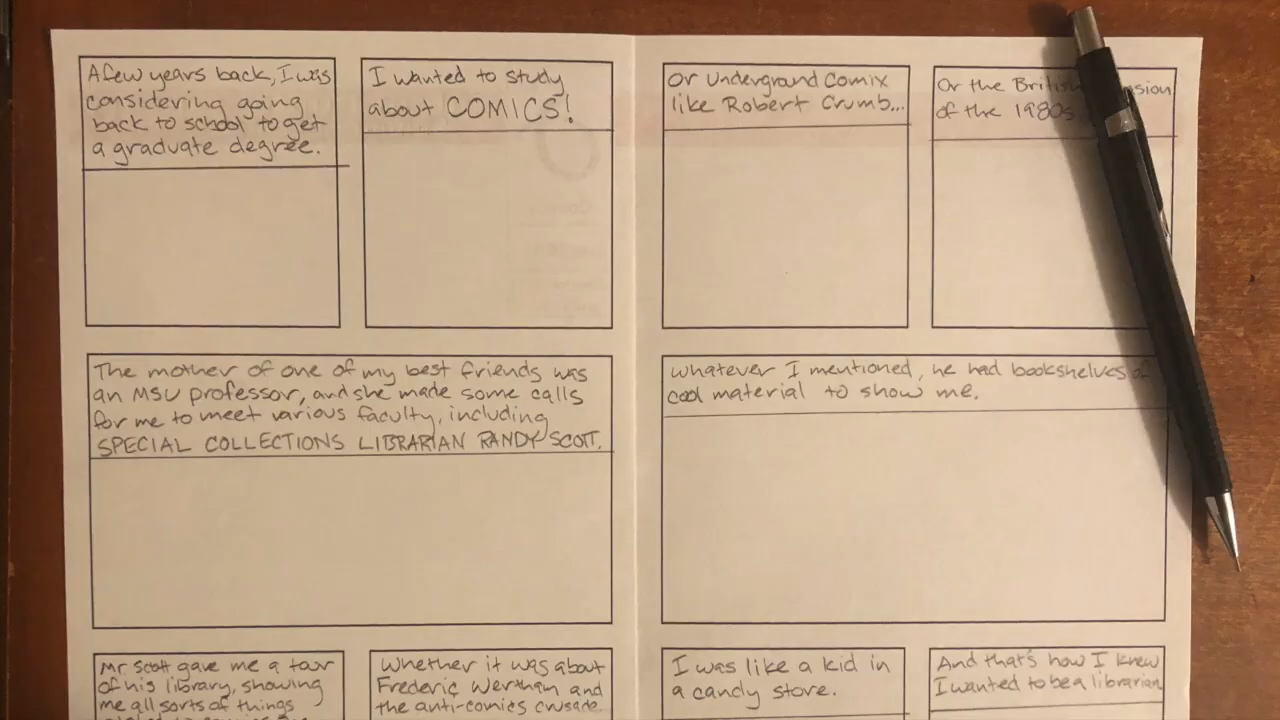 A few years back, I was
considering going
back to school to get
a graduate degree.
I wanted to study
about COMICS!
The mother of one of my best friends was
an MSU professor, and she made some calls
for me to meet various faculty, including
SPECIAL COLLECTIONS LIBRARIAN RANDY SCOTT.
Mr Scott gave me a tour
of his library, showing
me all sorts of things
Whether it was about
Frederic Wertham and
the anti-comics crusade
Or Underground Comix
like Robert Crumb...
Or the British
of the 1980s
whatever I mentioned, he had bookshelves of
cool material to show me.
I was like a kid in
a candy store.
And that's how I knew
I wanted to be a librarian